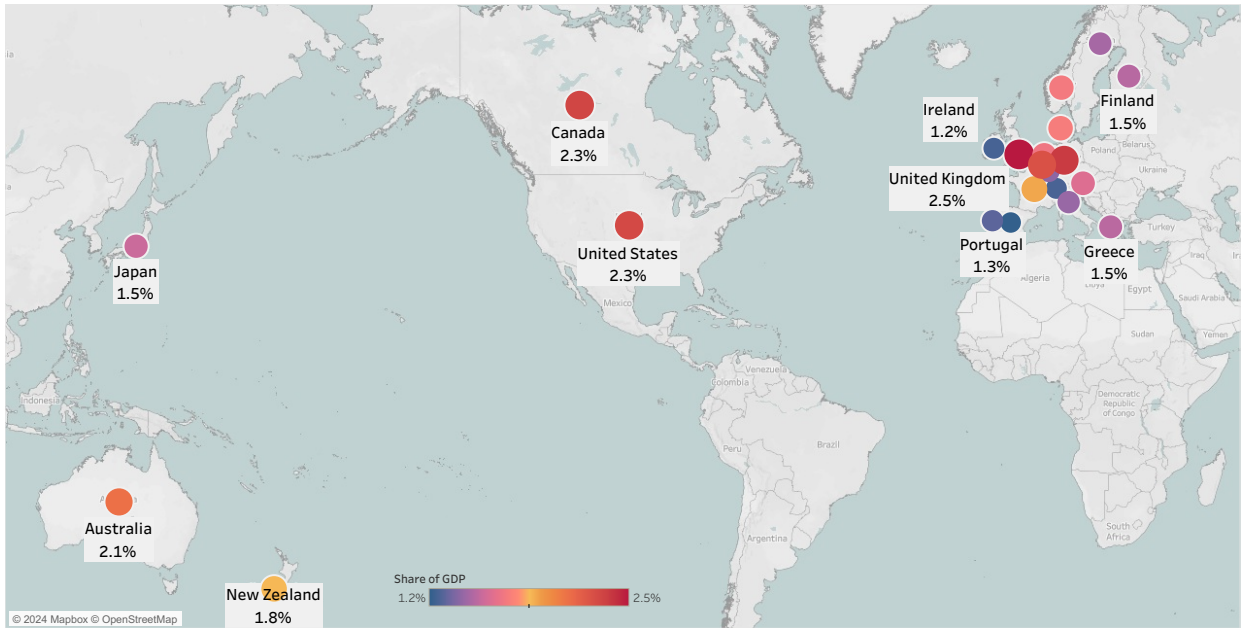 Canada
2.3%
United States
2.3%
Ireland
1.2%
United Kingdom
2.5%
Finland
1.5%
Portugal
1.3%
Greece
1.5%
Japan
1.5%
Australia
2.1%
New Zealand
1.8%
Poland
Belarus
Ukraine
Turkey
Iraq
Algeria
Libya
Egypt
Saudi Arabia
Sudan
Yemen
Mexico
Venezuela
Colombia
Democratic
Republic
of Congo
Indonesia
Peru
Brazil
Argentina
South
Africa
Share of GDP
1.2%
2.5%
© 2024 Mapbox © OpenStreetMap